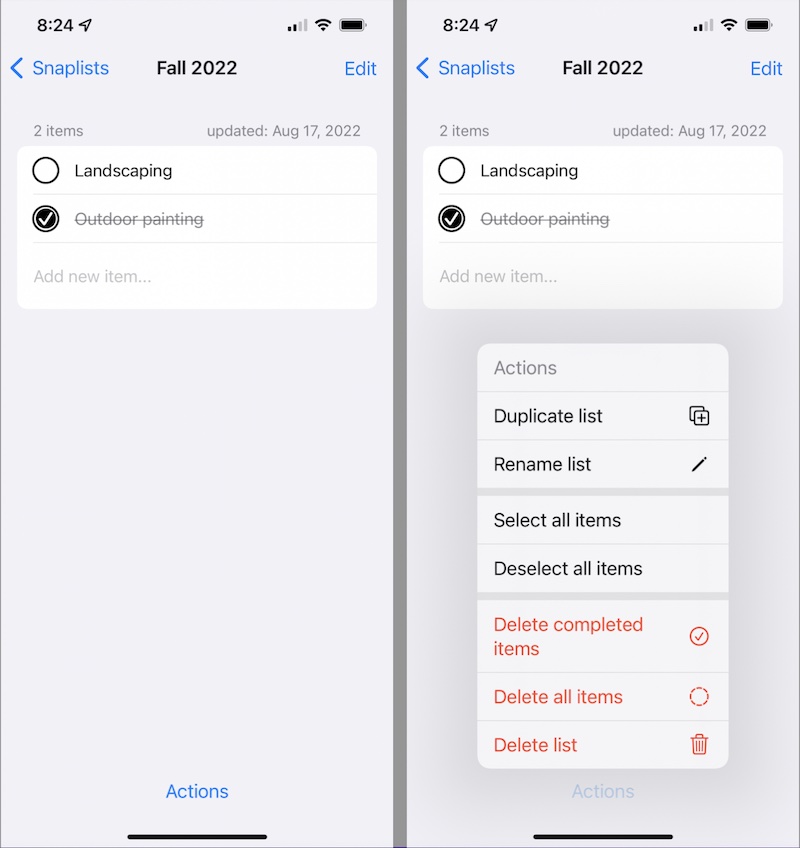 8:24
Snaplists Fall 2022 Edit
2 items updated: Aug 17, 2022
Landscaping
Outdoor painting
Add new item...
Actions
8:24
Snaplists Fall 2022 Edit
2 items updated: Aug 17, 2022
Landscaping
Outdoor painting
Add new item...
Actions
Duplicate list
Rename list
Select all items
Deselect all items
Delete completed
items
Delete all items
Delete list
Actions